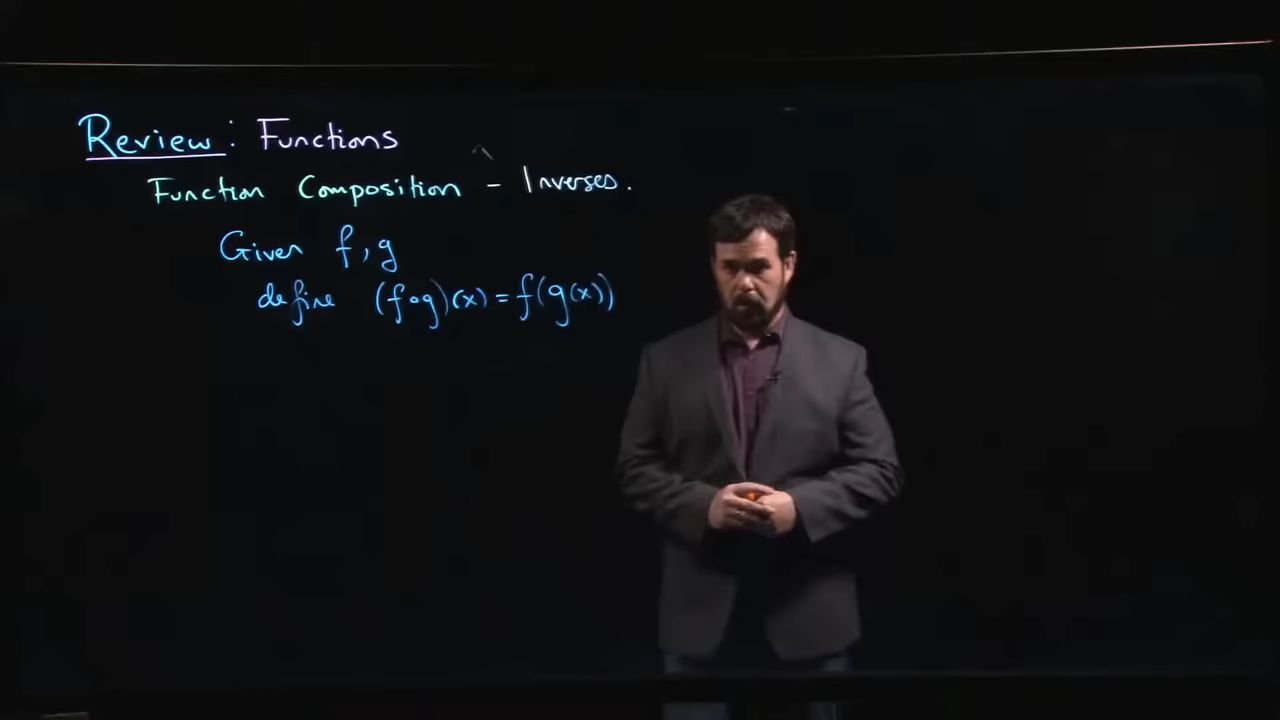 Review: Functions
Function Composition - Inverses.
Given f, g
define (f∘g)(x) = f(g(x))